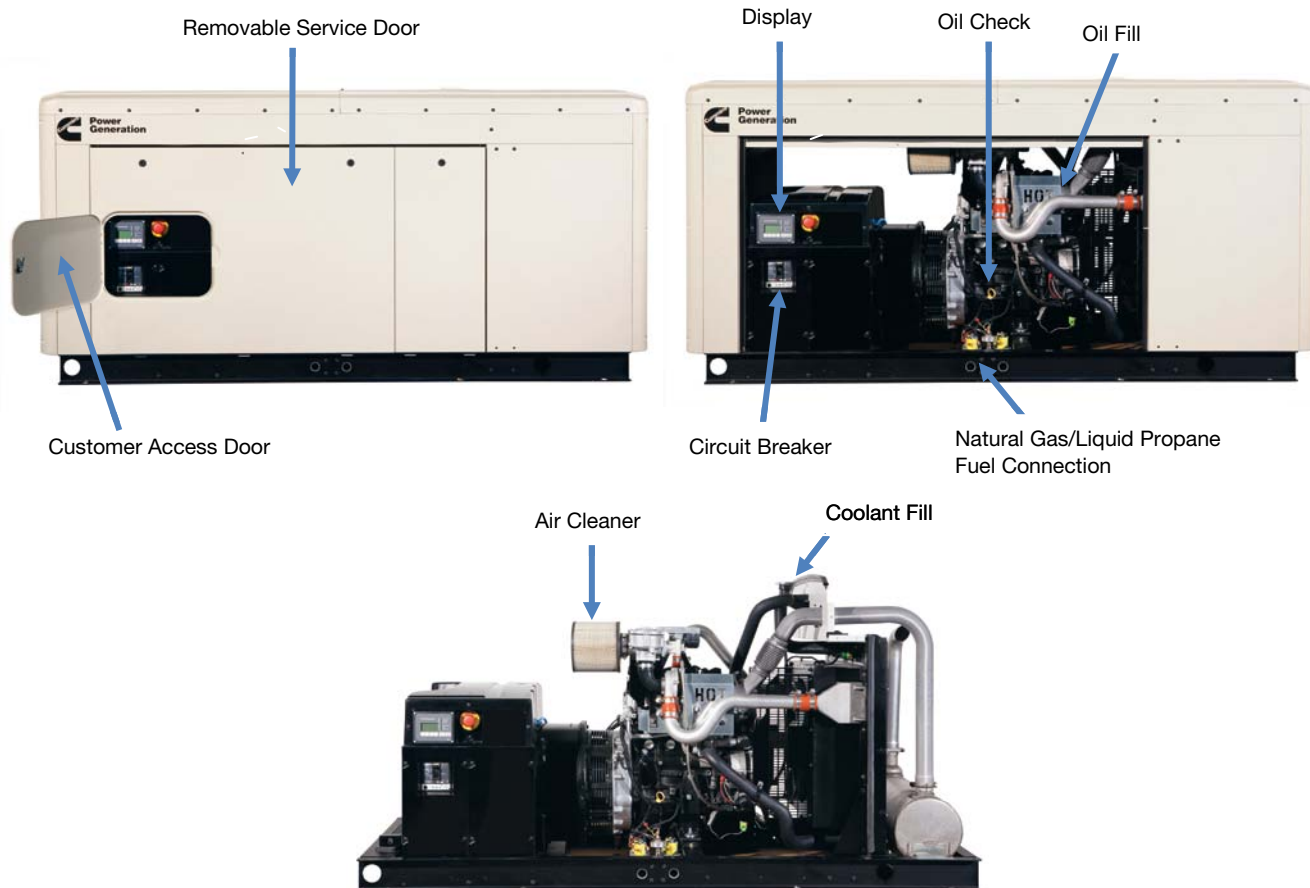 Removable Service Door
Power
Generation
Customer Access Door
Display
Oil Check
Oil Fill
Power
Generation
HOT
Circuit Breaker
Natural Gas/Liquid Propane
Fuel Connection
Air Cleaner
Coolant Fill
HOT